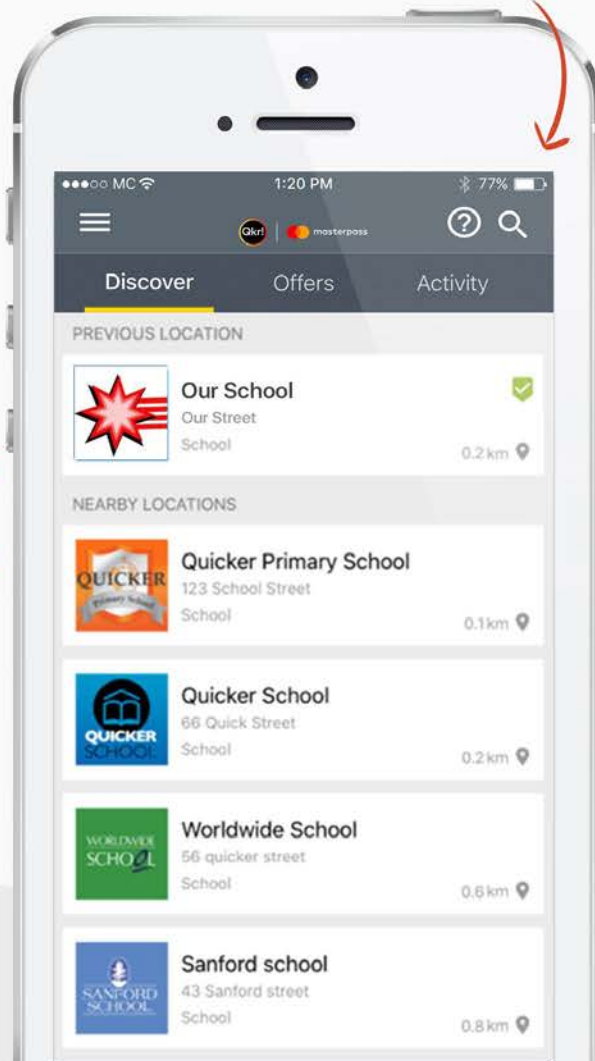 MC
1:20 PM
77%
Qkr!
masterpass
Discover
Offers
Activity
PREVIOUS LOCATION
Our School
Our Street
School
0.2 km
NEARBY LOCATIONS
QUICKER
Primary School
Quicker Primary School
123 School Street
School
0.1 km
QUICKER
SCHOOL
Quicker School
66 Quick Street
School
0.2 km
WORLDWIDE
SCHOOL
Worldwide School
56 quicker street
School
0.6 km
SANFORD
SCHOOL
Sanford school
43 Sanford street
School
0.8 km